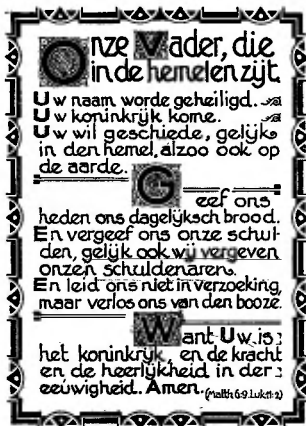 Onze Vader, die
in de hemelen zijt.
Uw naam worde geheiligd.
Uw koninkrijk kome.
Uw wil geschiede, gelijk
in den hemel, alzoo ook op
de aarde.
Geef ons
heden ons dagelijksch brood.
En vergeef ons onze schul-
den, gelijk ook wij vergeven
onzen schuldenaren.
En leid ons niet in verzoeking,
maar verlos ons van den booze.
Want Uw is
het koninkrijk, en de kracht
en de heerlijkheid in der
eeuwigheid. Amen. (Matth. 6:9. Luk. 11:2)